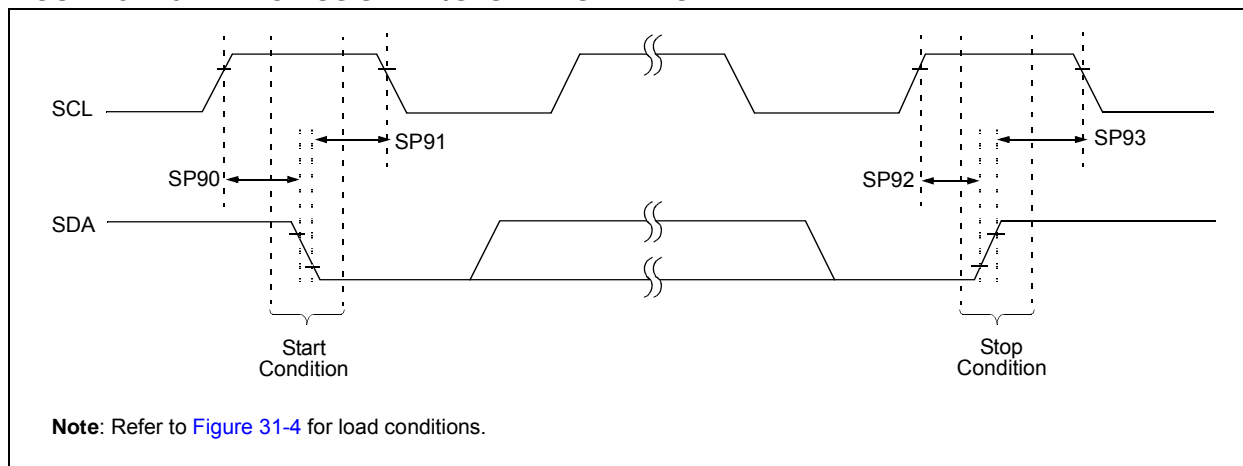 SCL
SP91
SP93
SP90
SP92
SDA
Start
Condition
Stop
Condition
Note: Refer to Figure 31-4 for load conditions.